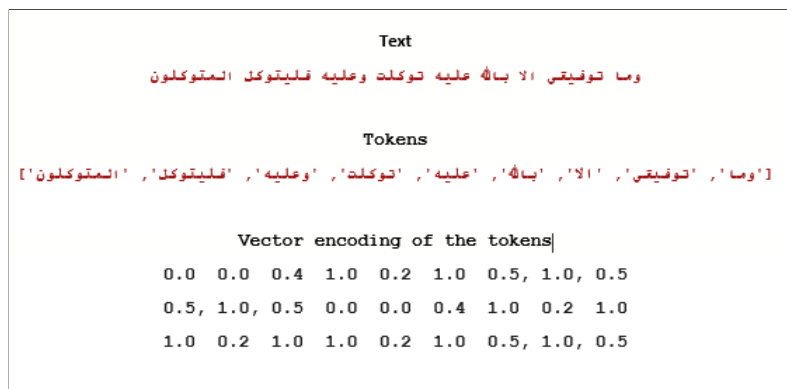 Text
وما توفيقي الا بالله عليه توكلت وعليه فليتوكل المتوكلون
Tokens
['وما', 'توفيقي', 'الا', 'بالله', 'عليه', 'توكلت', 'وعليه', 'فليتوكل', 'المتوكلون']
Vector encoding of the tokens
0.0 0.0 0.4 1.0 0.2 1.0 0.5, 1.0, 0.5
0.5, 1.0, 0.5 0.0 0.0 0.4 1.0 0.2 1.0
1.0 0.2 1.0 1.0 0.2 1.0 0.5, 1.0, 0.5